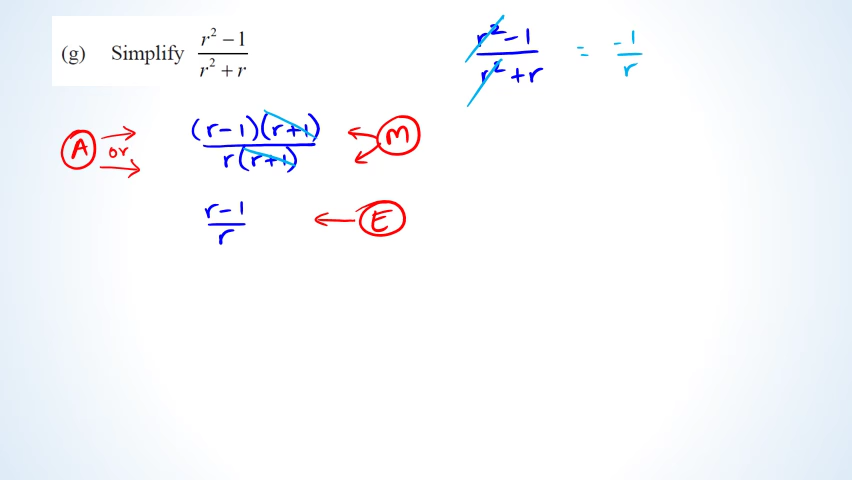 (g) Simplify (r² − 1)/(r² + r)
(r² − 1)/(r² + r) = −1/r
A → or → ((r−1)(r+1))/(r(r+1)) ← M
(r−1)/r ← E